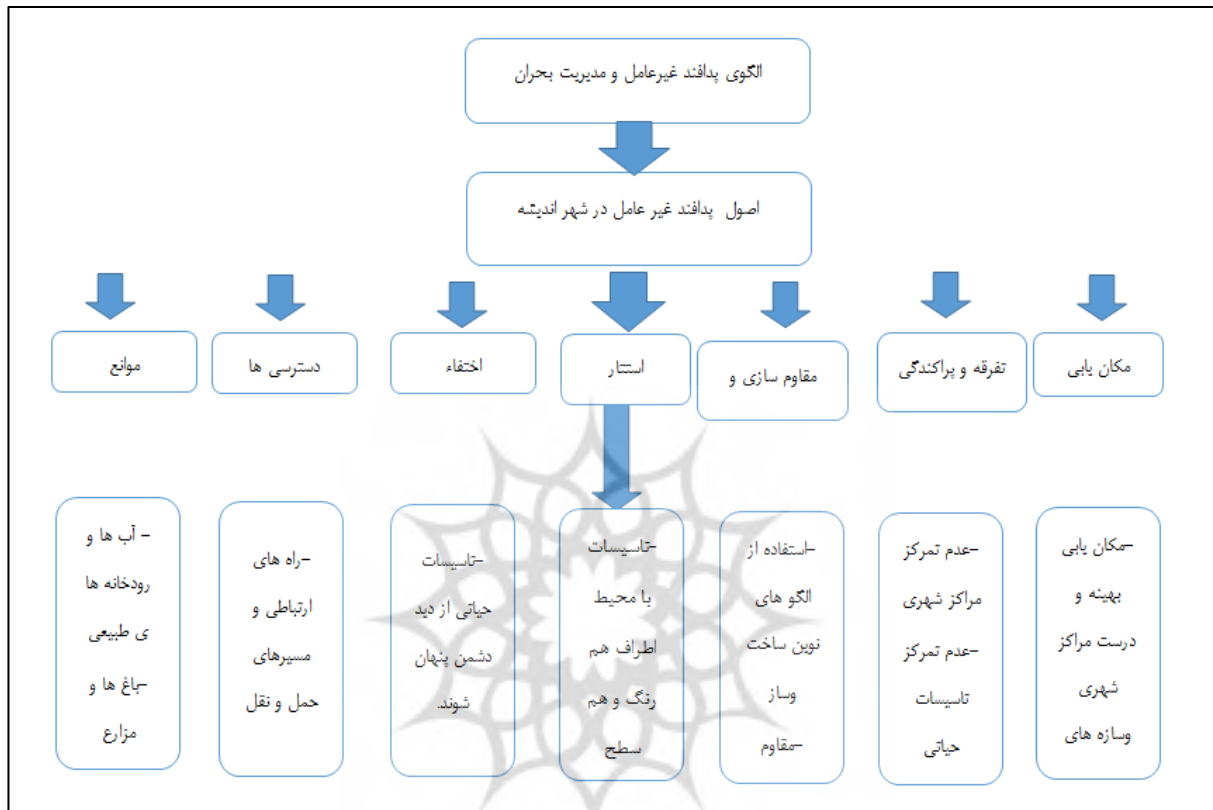 الگوی پدافند غیرعامل و مدیریت بحران
اصول پدافند غیر عامل در شهر اندیشه
مکان یابی
تفرقه و پراکندگی
مقاوم سازی و
استتار
اختفاء
دسترسی ها
موانع
-مکان یابی
بهینه و
درست مراکز
شهری
وسازه های
-عدم تمرکز
مراکز شهری
-عدم تمرکز
تاسیسات
حیاتی
-استفاده از
الگو های
نوین ساخت
وساز
-مقاوم
-تاسیسات
با محیط
اطراف هم
رنگ و هم
سطح
-تاسیسات
حیاتی از دید
دشمن پنهان
شوند.
-راه های
ارتباطی و
مسیرهای
حمل و نقل
- آب ها و
رودخانه ها
ی طبیعی
-باغ ها و
مزارع